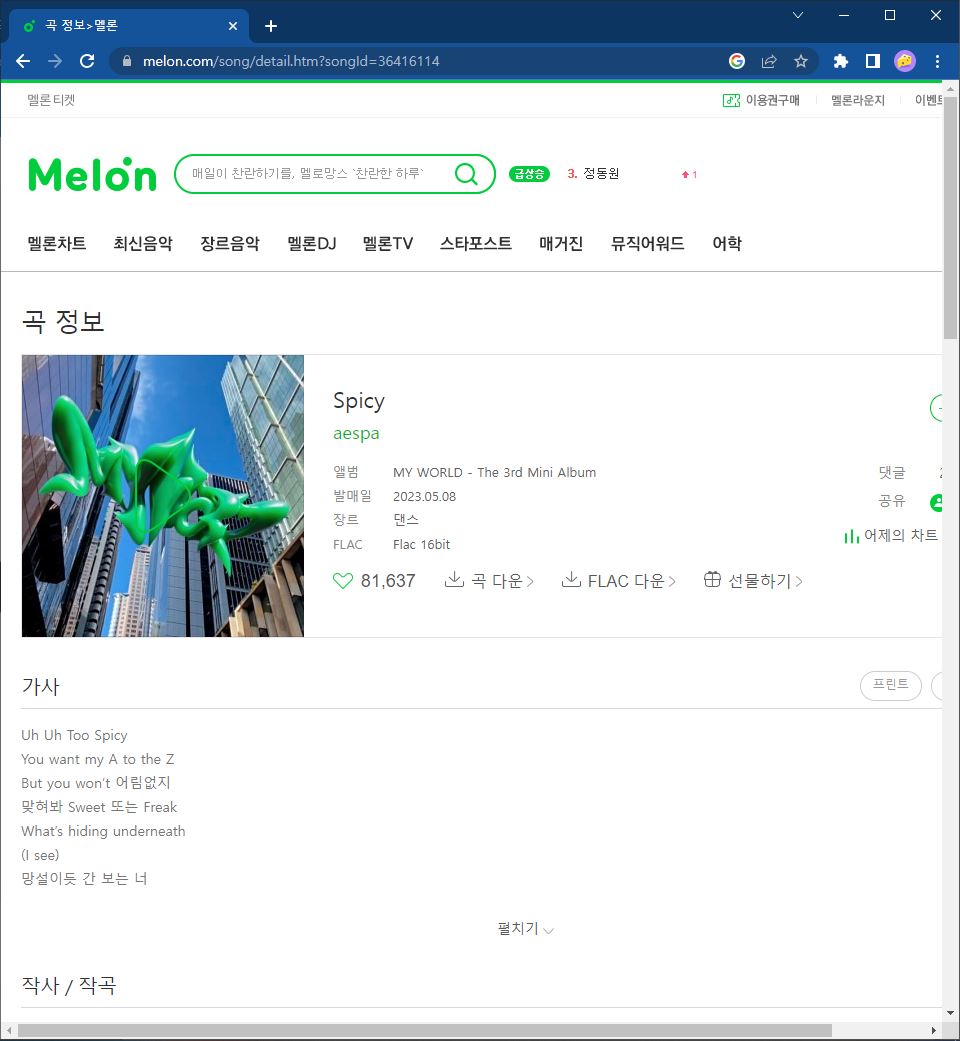 곡 정보>멜론
melon.com/song/detail.htm?songId=36416114
멜론티켓
이용권구매
멜론라운지
Melon
매일이 찬란하기를, 멜로망스 `찬란한 하루`
급상승
3. 정동원
1
멜론차트 최신음악 장르음악 멜론DJ 멜론TV 스타포스트 매거진 뮤직어워드 어학
곡 정보
Spicy
aespa
앨범 MY WORLD - The 3rd Mini Album
댓글
발매일 2023.05.08
공유
장르 댄스
어제의 차트
FLAC Flac 16bit
81,637 곡 다운 FLAC 다운 선물하기
가사
프린트
Uh Uh Too Spicy
You want my A to the Z
But you won’t 어림없지
맞혀봐 Sweet 또는 Freak
What’s hiding underneath
(I see)
망설이듯 간 보는 너
펼치기
작사 / 작곡